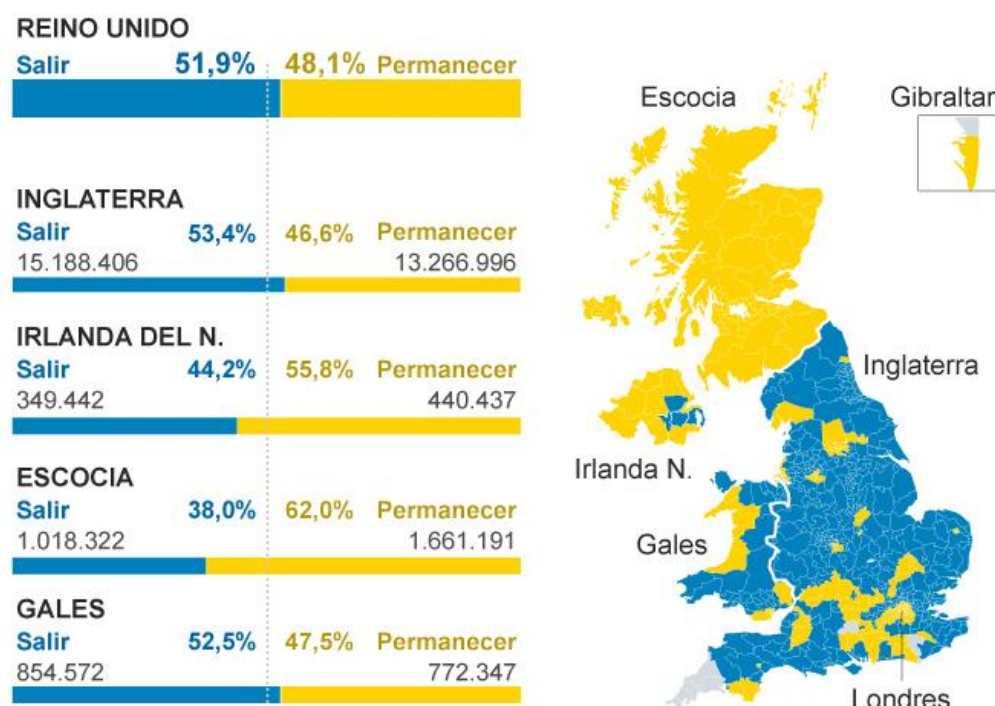 REINO UNIDO
Salir 51,9% 48,1% Permanecer
INGLATERRA
Salir 53,4% 46,6% Permanecer
15.188.406 13.266.996
IRLANDA DEL N.
Salir 44,2% 55,8% Permanecer
349.442 440.437
ESCOCIA
Salir 38,0% 62,0% Permanecer
1.018.322 1.661.191
GALES
Salir 52,5% 47,5% Permanecer
854.572 772.347
Escocia
Gibraltar
Inglaterra
Irlanda N.
Gales
Londres